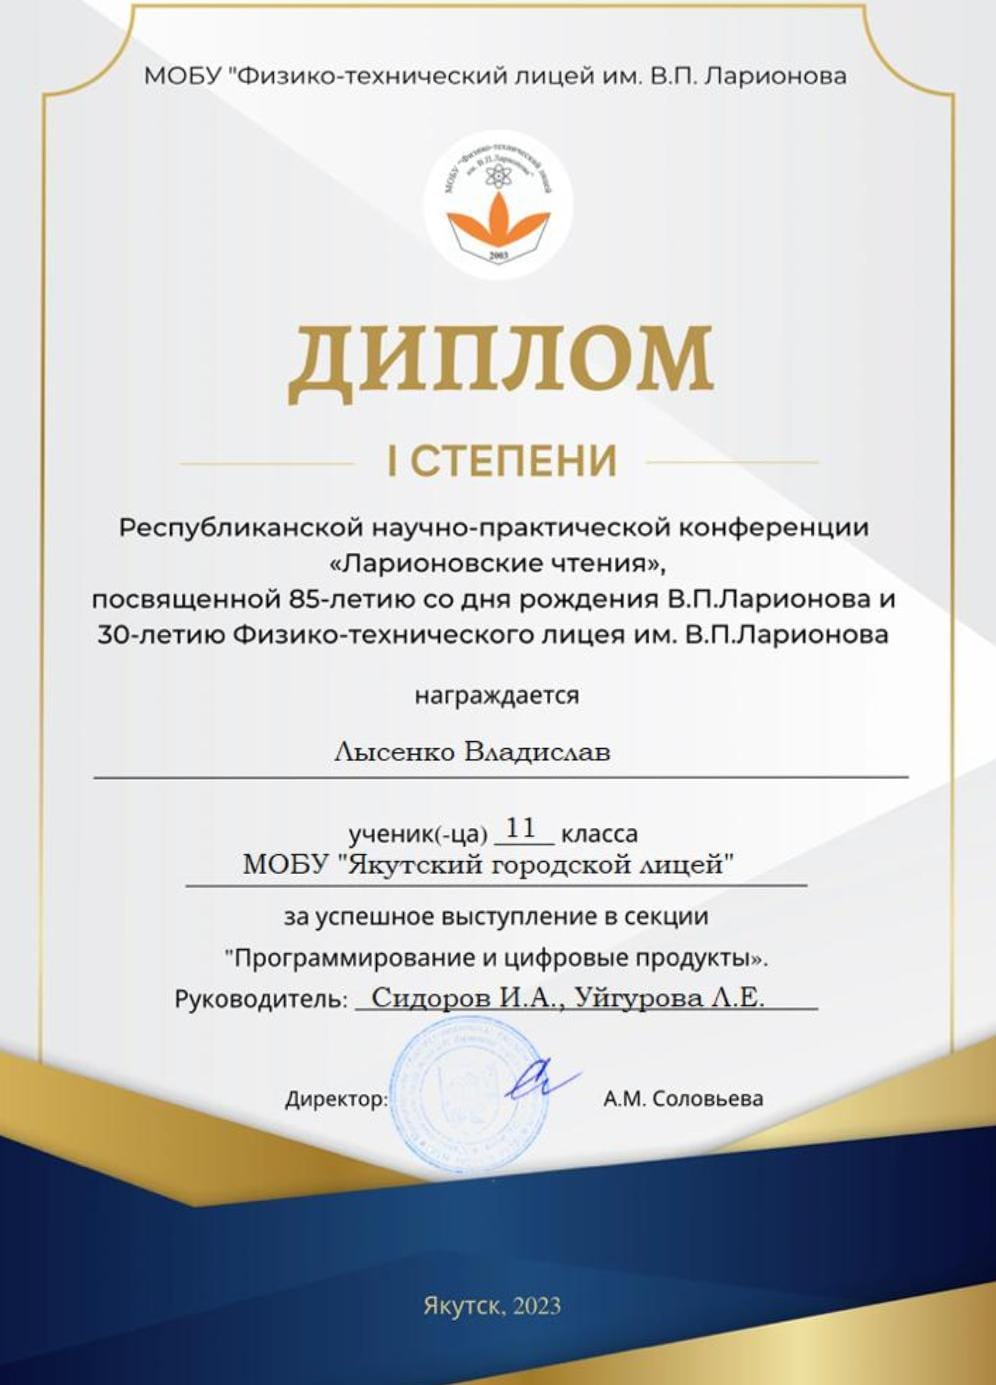 МОБУ "Физико-технический лицей им. В.П. Ларионова
МОБУ "Физико-технический лицей
им. В.П.Ларионова"
2003
ДИПЛОМ
I СТЕПЕНИ
Республиканской научно-практической конференции
«Ларионовские чтения»,
посвященной 85-летию со дня рождения В.П.Ларионова и
30-летию Физико-технического лицея им. В.П.Ларионова
награждается
Лысенко Владислав
ученик(-ца) 11 класса
МОБУ "Якутский городской лицей"
за успешное выступление в секции
"Программирование и цифровые продукты».
Руководитель: Сидоров И.А., Уйгурова Л.Е.
Директор: А.М. Соловьева
Якутск, 2023